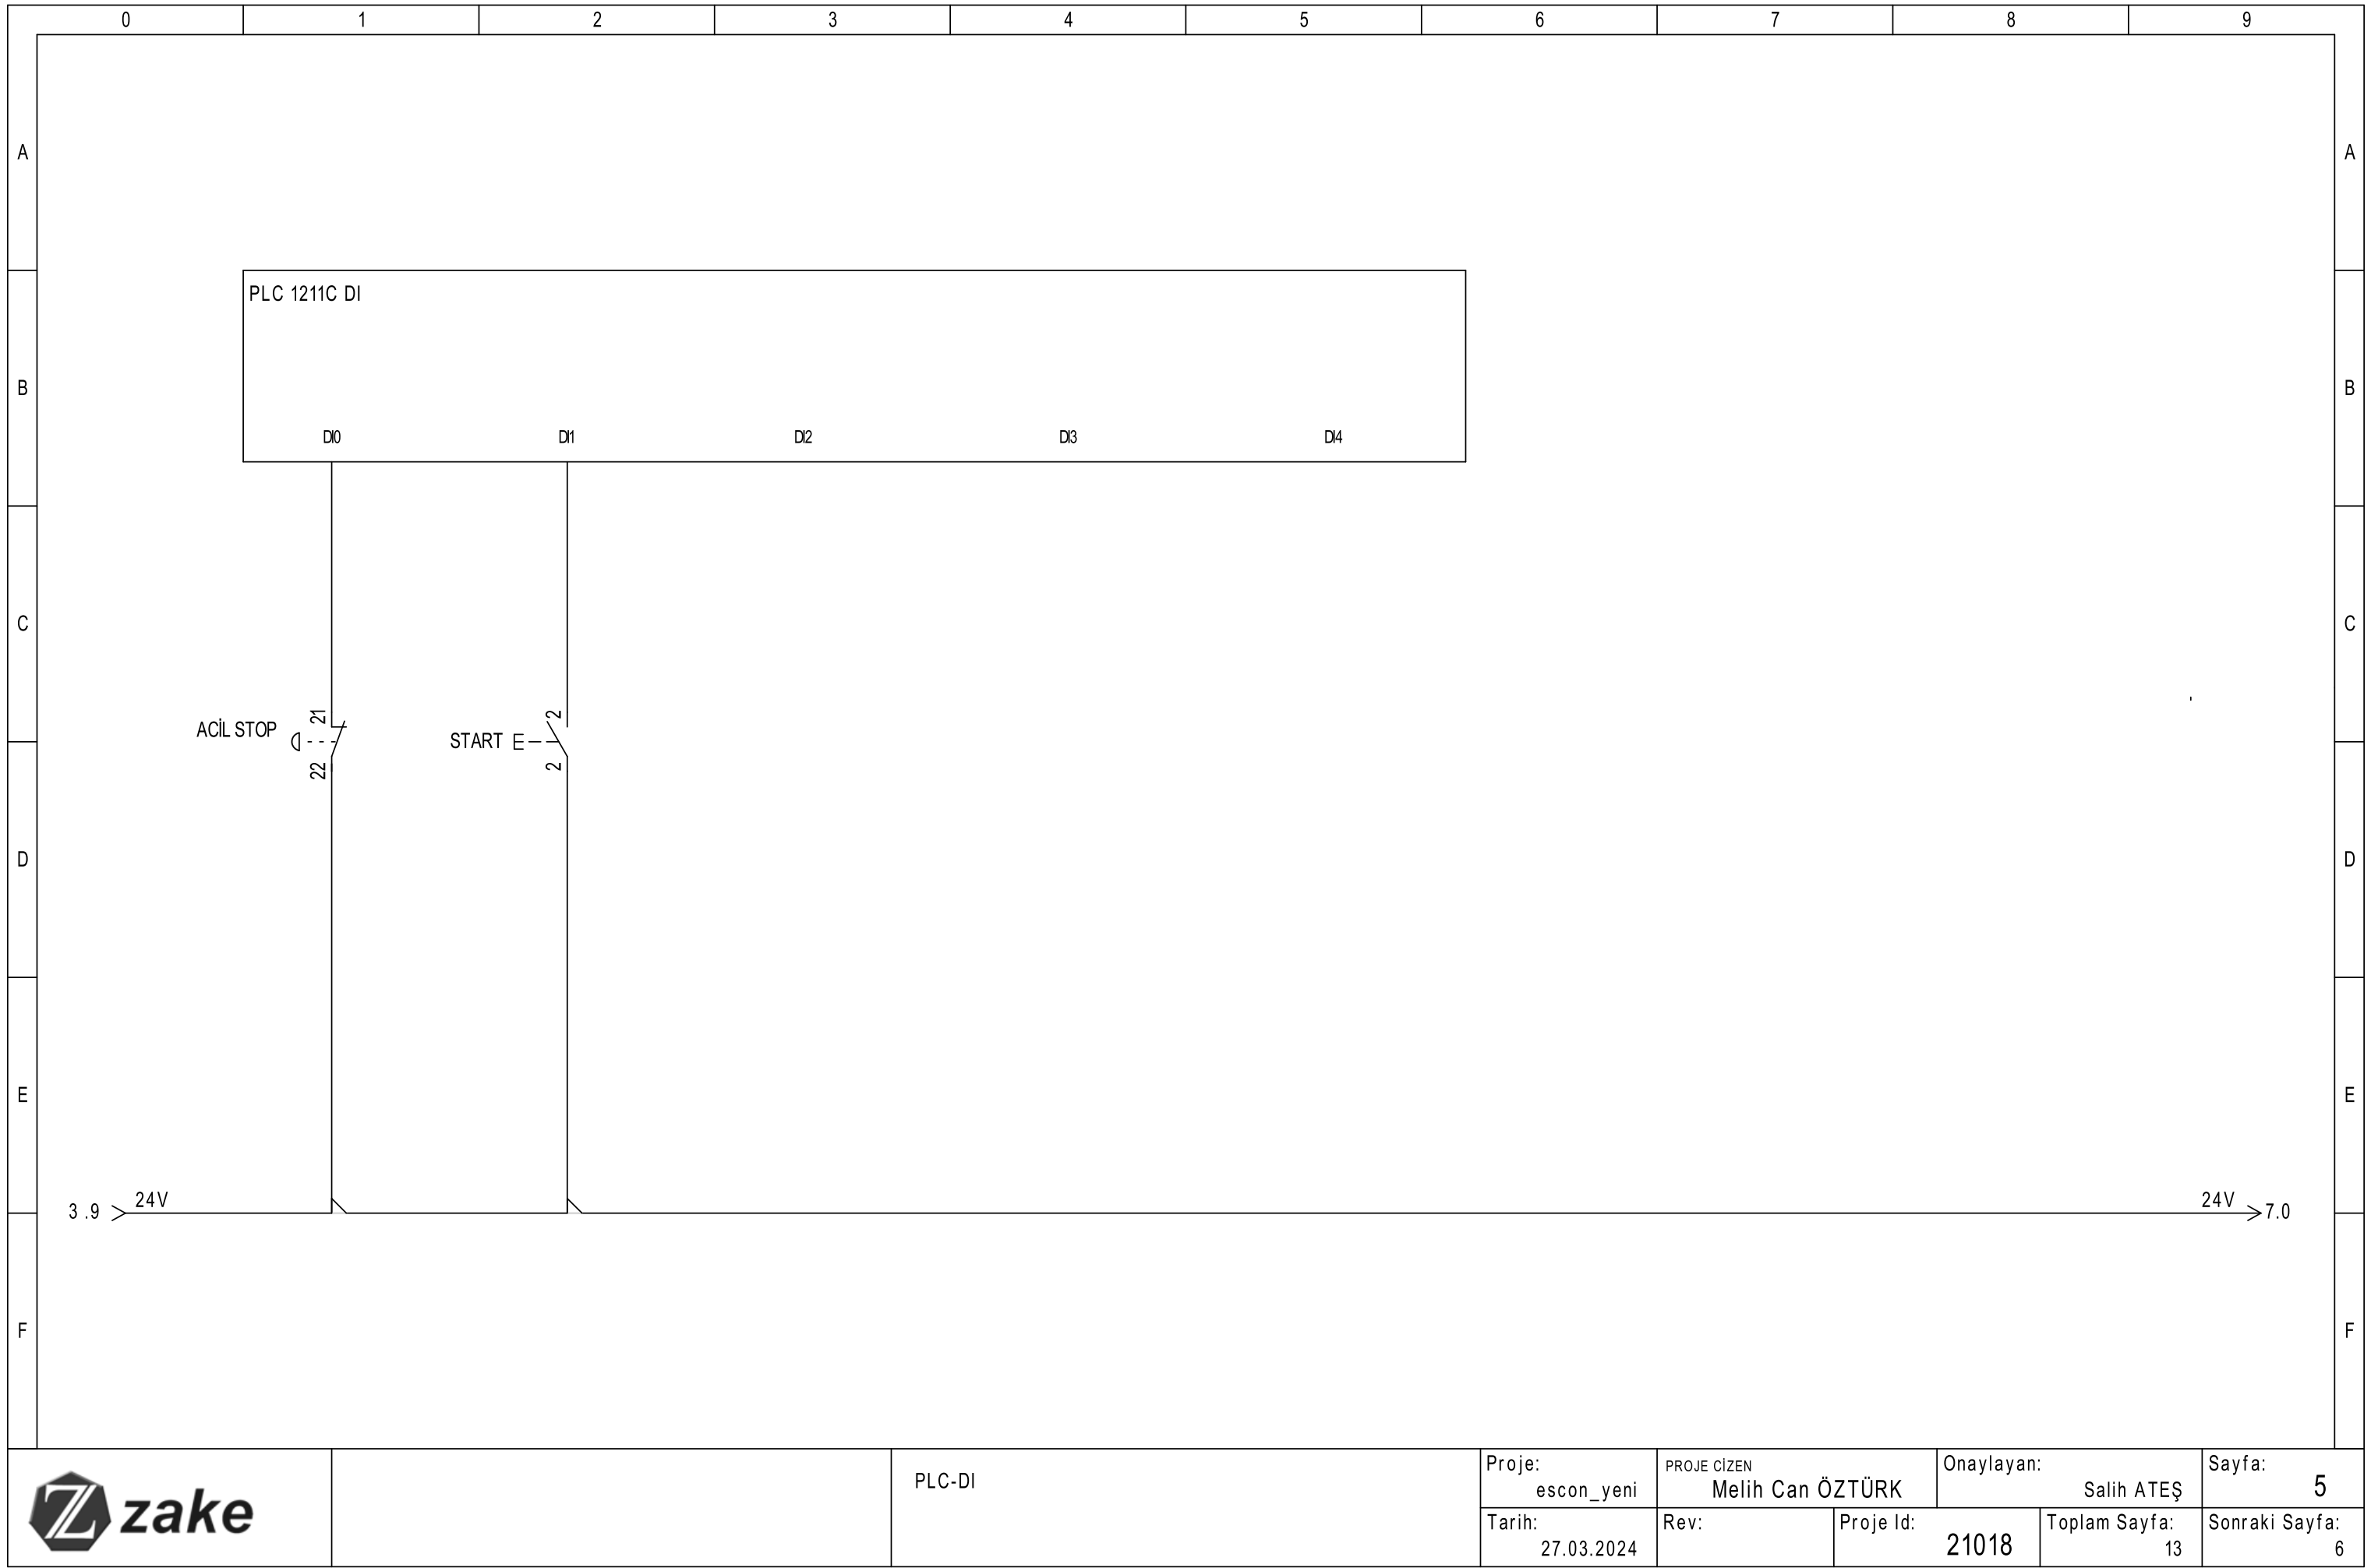 0 1 2 3 4 5 6 7 8 9
A A
PLC 1211C DI
B B
DI0 DI1 DI2 DI3 DI4
C C
21 2
ACİL STOP START
22 2
D D
E E
24V 24V
3 .9 7.0
F F
zake
PLC-DI
Proje: PROJE CİZEN Onaylayan: Sayfa:
escon_yeni Melih Can ÖZTÜRK Salih ATEŞ 5
Tarih: Rev: Proje Id: Toplam Sayfa: Sonraki Sayfa:
27.03.2024 21018 13 6